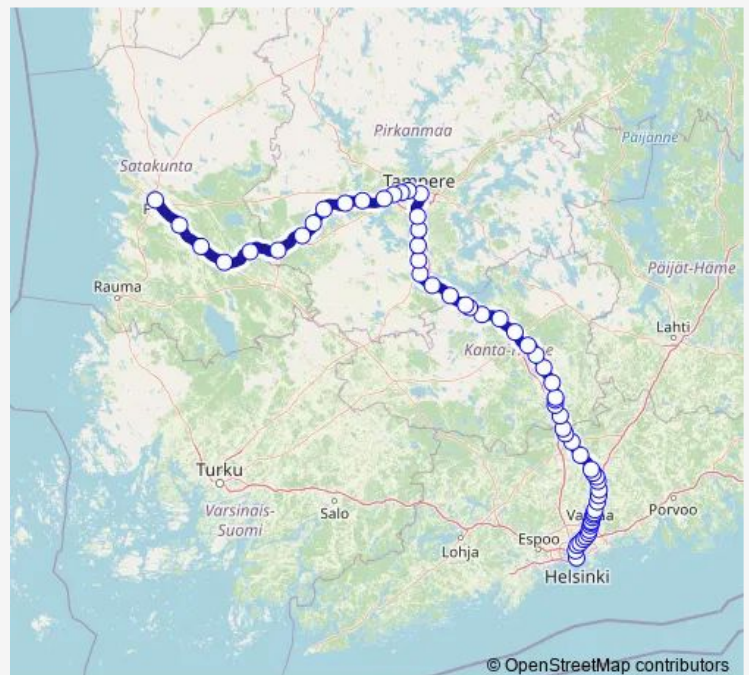 Pirkanmaa
Päijänne
Satakunta
Tampere
Rauma
Päijät-Häme
Lahti
Turku
Varsinais-
Suomi
Salo
Lohja
Espoo
Porvoo
Helsinki
© OpenStreetMap contributors